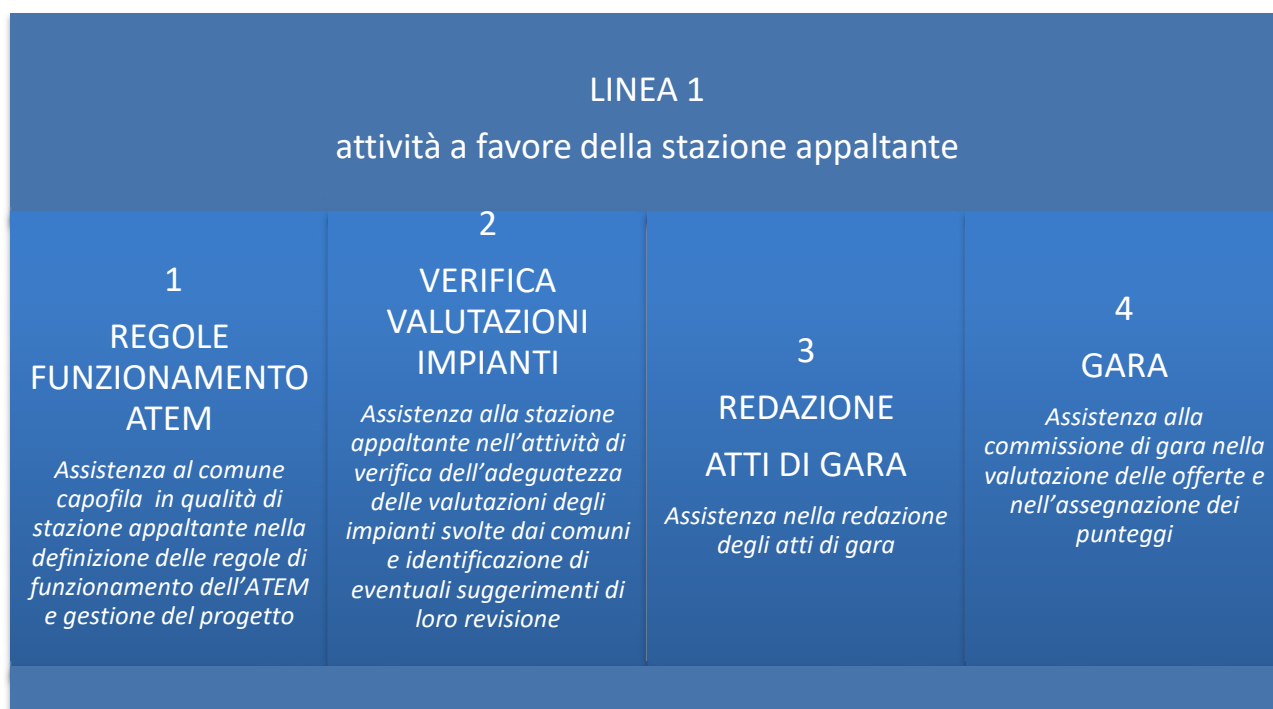 LINEA 1
attività a favore della stazione appaltante
1
REGOLE
FUNZIONAMENTO
ATEM
Assistenza al comune
capofila in qualità di
stazione appaltante nella
definizione delle regole di
funzionamento dell’ATEM
e gestione del progetto
2
VERIFICA
VALUTAZIONI
IMPIANTI
Assistenza alla stazione
appaltante nell’attività di
verifica dell’adeguatezza
delle valutazioni degli
impianti svolte dai comuni
e identificazione di
eventuali suggerimenti di
loro revisione
3
REDAZIONE
ATTI DI GARA
Assistenza nella redazione
degli atti di gara
4
GARA
Assistenza alla
commissione di gara nella
valutazione delle offerte e
nell’assegnazione dei
punteggi